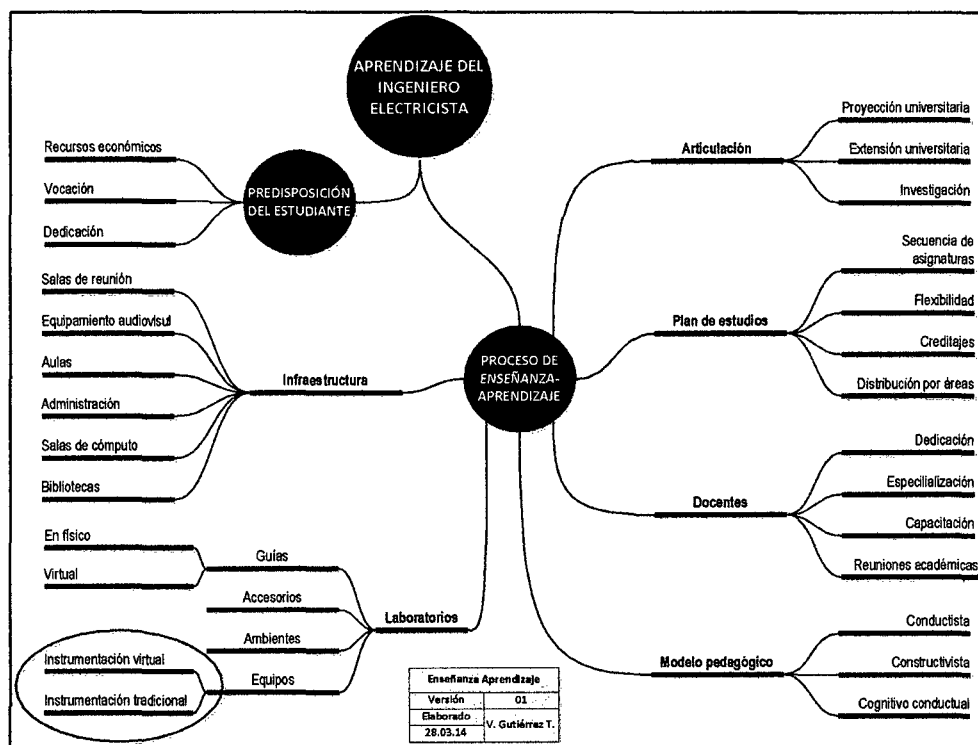 APRENDIZAJE DEL
INGENIERO
ELECTRICISTA
PREDISPOSICIÓN
DEL ESTUDIANTE
Recursos económicos
Vocación
Dedicación
PROCESO DE
ENSEÑANZA-
APRENDIZAJE
Infraestructura
Salas de reunión
Equipamiento audiovisul
Aulas
Administración
Salas de cómputo
Bibliotecas
Laboratorios
Guías
En físico
Virtual
Accesorios
Ambientes
Equipos
Instrumentación virtual
Instrumentación tradicional
Articulación
Proyección universitaria
Extensión universitaria
Investigación
Plan de estudios
Secuencia de
asignaturas
Flexibilidad
Creditajes
Distribución por áreas
Docentes
Dedicación
Especilialización
Capacitación
Reuniones académicas
Modelo pedagógico
Conductista
Constructivista
Cognitivo conductual
Enseñanza Aprendizaje
Versión 01
Elaborado
28.03.14
V. Gutiérrez T.